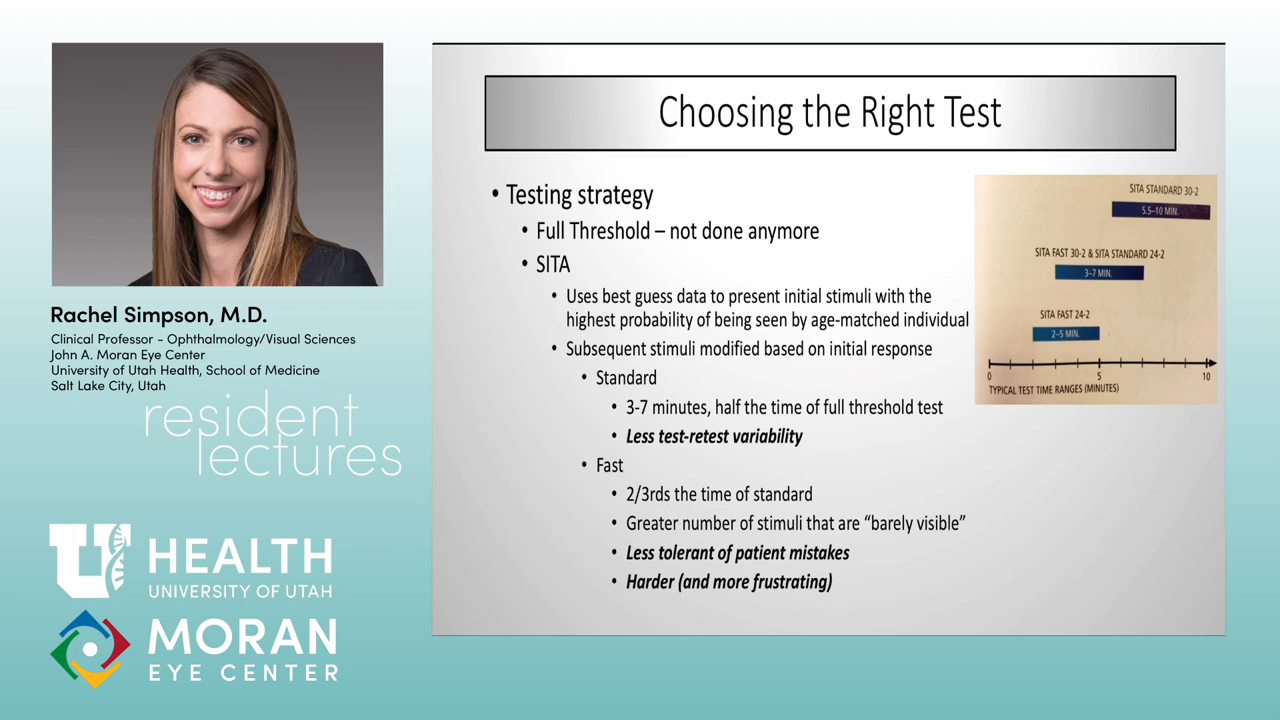 Rachel Simpson, M.D.
Clinical Professor - Ophthalmology/Visual Sciences
John A. Moran Eye Center
University of Utah Health, School of Medicine
Salt Lake City, Utah
resident
lectures
U HEALTH
UNIVERSITY OF UTAH
MORAN
EYE CENTER
Choosing the Right Test
• Testing strategy
• Full Threshold – not done anymore
• SITA
• Uses best guess data to present initial stimuli with the
highest probability of being seen by age-matched individual
• Subsequent stimuli modified based on initial response
• Standard
• 3-7 minutes, half the time of full threshold test
• Less test-retest variability
• Fast
• 2/3rds the time of standard
• Greater number of stimuli that are “barely visible”
• Less tolerant of patient mistakes
• Harder (and more frustrating)
SITA STANDARD 30-2
5.5–10 MIN.
SITA FAST 30-2 & SITA STANDARD 24-2
3–7 MIN.
SITA FAST 24-2
2–5 MIN.
0 5 10
TYPICAL TEST TIME RANGES (MINUTES)